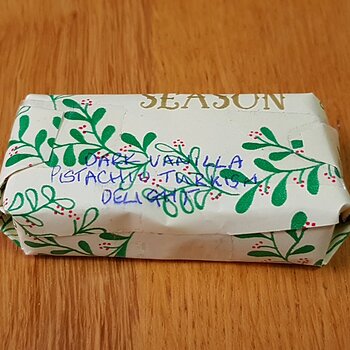 SEASON
DARK VANILLA
PISTACHIO TURKISH
DELIGHT